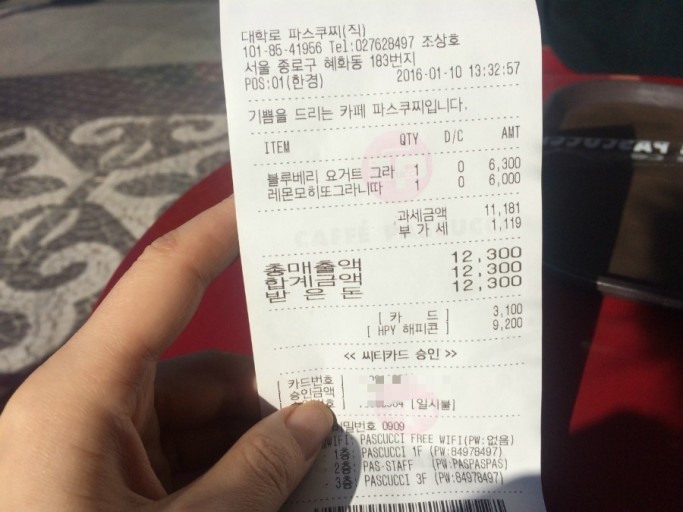 대학로 파스쿠찌(직)
101-85-41956 Tel:027628497 조상호
서울 종로구 혜화동 183번지
POS:01(한경) 2016-01-10 13:32:57
기쁨을 드리는 카페 파스쿠찌입니다.
ITEM QTY D/C AMT
블루베리 요거트 그라 1 0 6,300
레몬모히또그라니따 1 0 6,000
과세금액 11,181
부 가 세 1,119
총매출액 12,300
합계금액 12,300
받 은 돈 12,300
[ 카 드 ] 3,100
[ HPY 해피콘 ] 9,200
<< 씨티카드 승인 >>
[ 카드번호 ]
승인금액
[일시불]
0909
WIFI: PASCUCCI FREE WIFI(PW:없음)
- 1층: PASCUCCI 1F (PW:84978497)
- 2층: PAS-STAFF (PW:PASPASPAS)
- 3층: PASCUCCI 3F (PW:84978497)